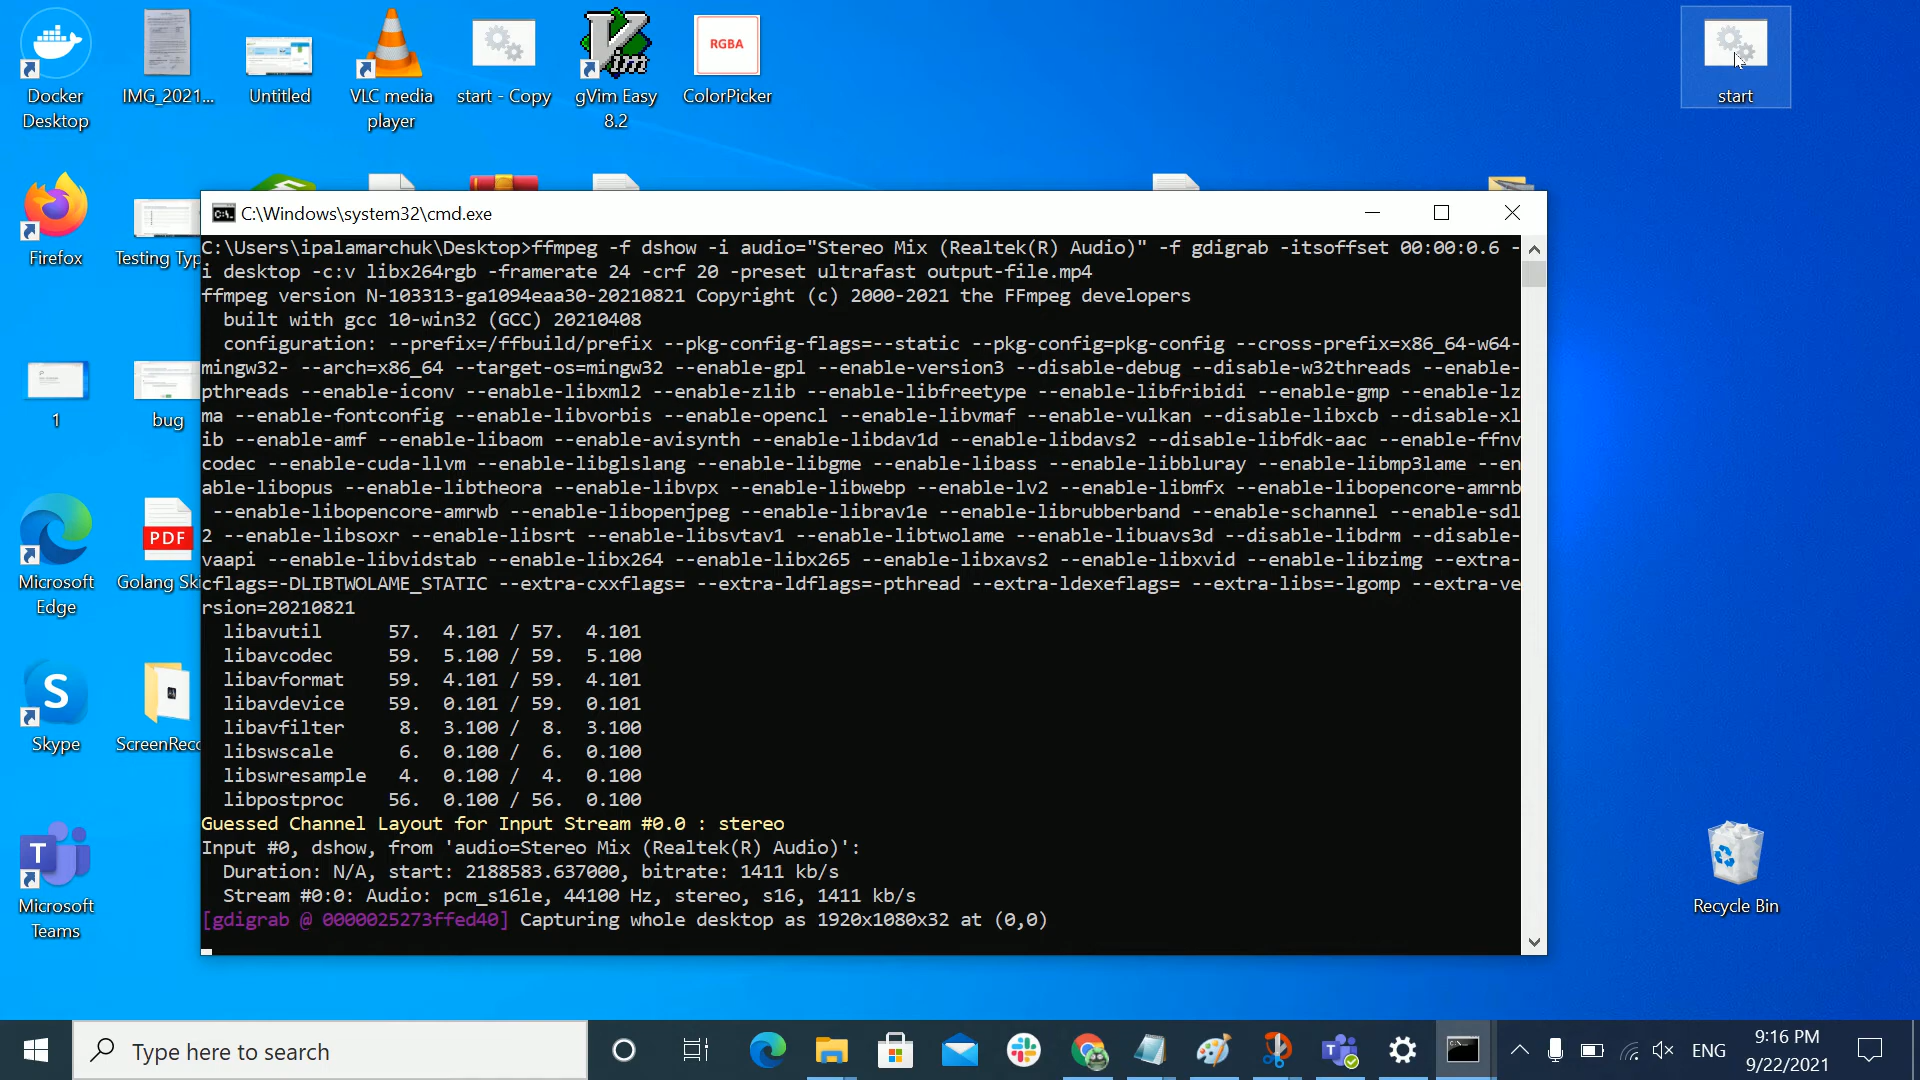 Docker
Desktop
IMG_2021...
Untitled
VLC media
player
start - Copy
gVim Easy
8.2
RGBA
ColorPicker
start
Firefox
Testing Typ
1
bug
Microsoft
Edge
PDF
Golang Ski
Skype
ScreenReco
Microsoft
Teams
Recycle Bin
C:\Windows\system32\cmd.exe
C:\Users\ipalamarchuk\Desktop>ffmpeg -f dshow -i audio="Stereo Mix (Realtek(R) Audio)" -f gdigrab -itsoffset 00:00:0.6 -
i desktop -c:v libx264rgb -framerate 24 -crf 20 -preset ultrafast output-file.mp4
ffmpeg version N-103313-ga1094eaa30-20210821 Copyright (c) 2000-2021 the FFmpeg developers
built with gcc 10-win32 (GCC) 20210408
configuration: --prefix=/ffbuild/prefix --pkg-config-flags=--static --pkg-config=pkg-config --cross-prefix=x86_64-w64-
mingw32- --arch=x86_64 --target-os=mingw32 --enable-gpl --enable-version3 --disable-debug --disable-w32threads --enable-
pthreads --enable-iconv --enable-libxml2 --enable-zlib --enable-libfreetype --enable-libfribidi --enable-gmp --enable-lz
ma --enable-fontconfig --enable-libvorbis --enable-opencl --enable-libvmaf --enable-vulkan --disable-libxcb --disable-xl
ib --enable-amf --enable-libaom --enable-avisynth --enable-libdav1d --enable-libdavs2 --disable-libfdk-aac --enable-ffnv
codec --enable-cuda-llvm --enable-libglslang --enable-libgme --enable-libass --enable-libbluray --enable-libmp3lame --en
able-libopus --enable-libtheora --enable-libvpx --enable-libwebp --enable-lv2 --enable-libmfx --enable-libopencore-amrnb
--enable-libopencore-amrwb --enable-libopenjpeg --enable-librav1e --enable-librubberband --enable-schannel --enable-sdl
2 --enable-libsoxr --enable-libsrt --enable-libsvtav1 --enable-libtwolame --enable-libuavs3d --disable-libdrm --disable-
vaapi --enable-libvidstab --enable-libx264 --enable-libx265 --enable-libxavs2 --enable-libxvid --enable-libzimg --extra-
cflags=-DLIBTWOLAME_STATIC --extra-cxxflags= --extra-ldflags=-pthread --extra-ldexeflags= --extra-libs=-lgomp --extra-ve
rsion=20210821
libavutil 57. 4.101 / 57. 4.101
libavcodec 59. 5.100 / 59. 5.100
libavformat 59. 4.101 / 59. 4.101
libavdevice 59. 0.101 / 59. 0.101
libavfilter 8. 3.100 / 8. 3.100
libswscale 6. 0.100 / 6. 0.100
libswresample 4. 0.100 / 4. 0.100
libpostproc 56. 0.100 / 56. 0.100
Guessed Channel Layout for Input Stream #0.0 : stereo
Input #0, dshow, from 'audio=Stereo Mix (Realtek(R) Audio)':
Duration: N/A, start: 2188583.637000, bitrate: 1411 kb/s
Stream #0:0: Audio: pcm_s16le, 44100 Hz, stereo, s16, 1411 kb/s
[gdigrab @ 0000025273ffed40] Capturing whole desktop as 1920x1080x32 at (0,0)
Type here to search
ENG
9:16 PM
9/22/2021